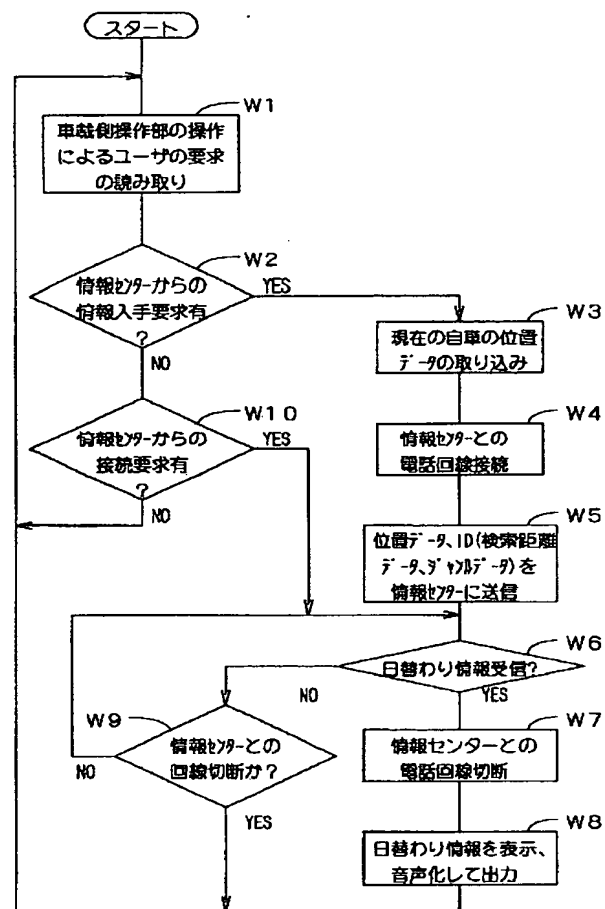 スタート
W1
車載側操作部の操作
によるユーザの要求
の読み取り
W2
情報ｾﾝﾀｰからの
情報入手要求有
?
YES
NO
W3
現在の自車の位置
ﾃﾞｰﾀの取り込み
W10
情報ｾﾝﾀｰからの
接続要求有
?
YES
NO
W4
情報ｾﾝﾀｰとの
電話回線接続
W5
位置ﾃﾞｰﾀ、ID(検索距離
ﾃﾞｰﾀ、ｼﾞｬﾝﾙﾃﾞｰﾀ)を
情報ｾﾝﾀｰに送信
W6
日替わり情報受信?
NO
YES
W9
情報ｾﾝﾀｰとの
回線切断か?
NO
YES
W7
情報センターとの
電話回線切断
W8
日替わり情報を表示、
音声化して出力